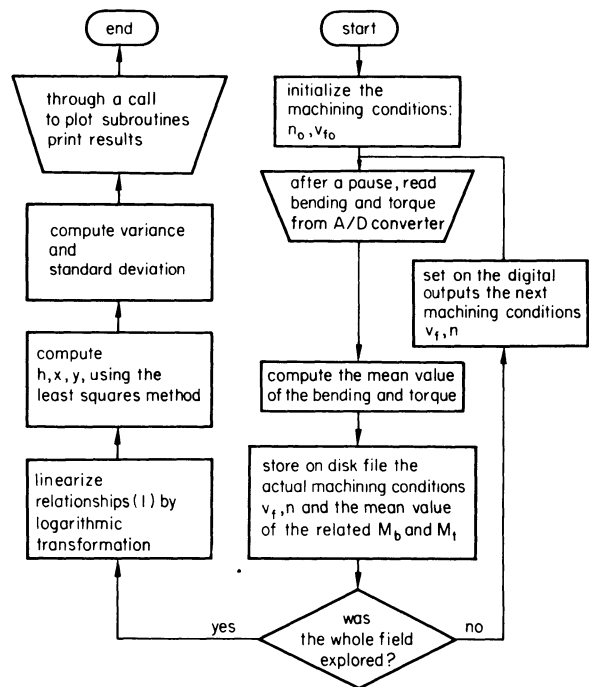 start
initialize the
machining conditions:
n₀, v_f₀
after a pause, read
bending and torque
from A/D converter
compute the mean value
of the bending and torque
store on disk file the
actual machining conditions
v_f, n and the mean value
of the related M_b and M_t
was
the whole field
explored?
no
set on the digital
outputs the next
machining conditions
v_f, n
yes
linearize
relationships (1) by
logarithmic
transformation
compute
h, x, y, using the
least squares method
compute variance
and
standard deviation
through a call
to plot subroutines
print results
end